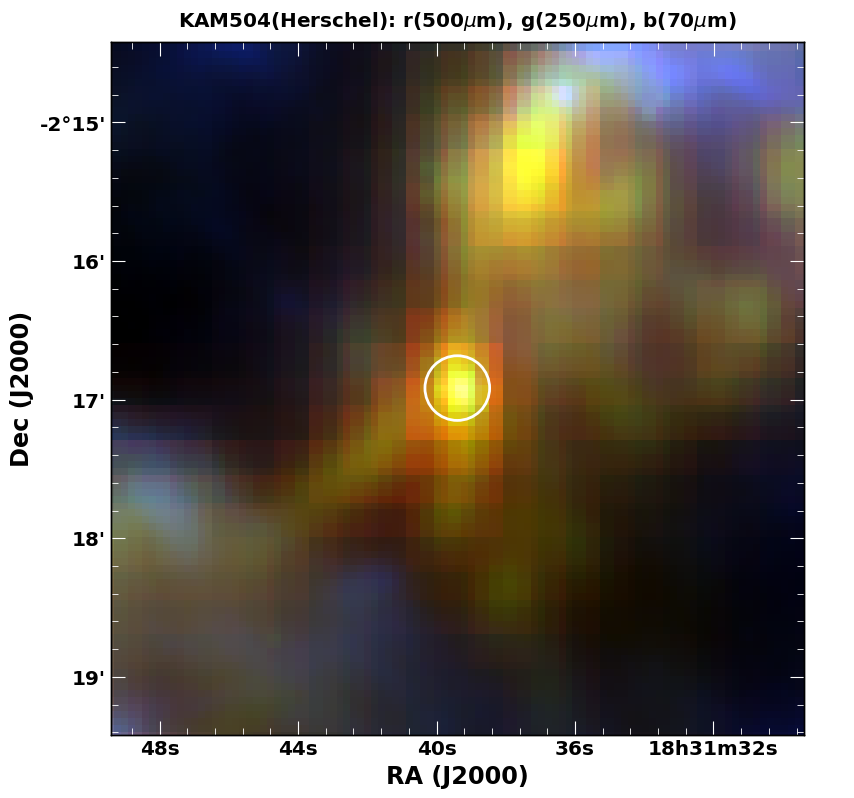 KAM504(Herschel): r(500μm), g(250μm), b(70μm)
-2°15'
16'
17'
18'
19'
Dec (J2000)
48s 44s 40s 36s 18h31m32s
RA (J2000)